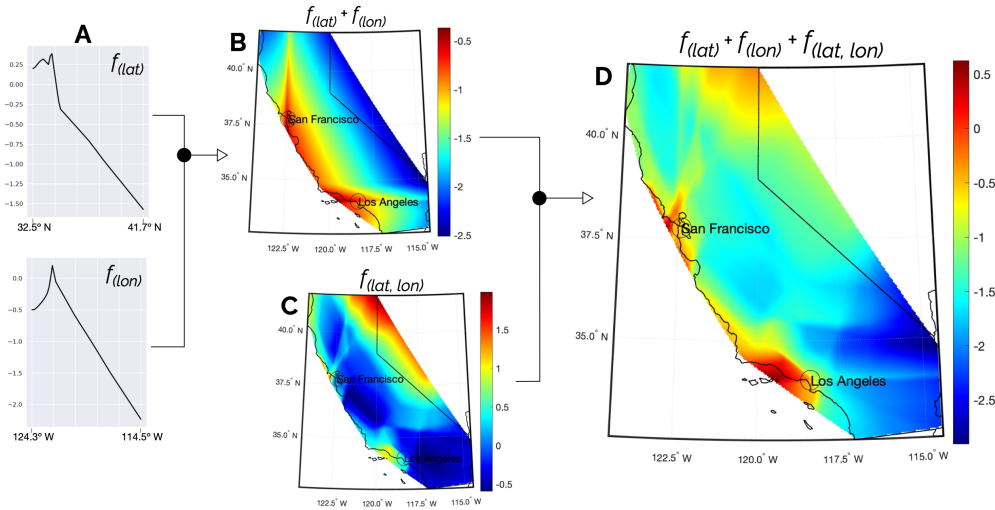 A
f(lat)
0.25
0.00
−0.25
−0.50
−0.75
−1.00
−1.25
−1.50
32.5° N
41.7° N
f(lon)
0.0
−0.5
−1.0
−1.5
−2.0
124.3° W
114.5° W
f(lat) + f(lon)
B
40.0° N
37.5° N
35.0° N
San Francisco
Los Angeles
122.5° W
120.0° W
117.5° W
115.0° W
-0.5
-1
-1.5
-2
-2.5
f(lat, lon)
C
40.0° N
37.5° N
35.0° N
San Francisco
Los Angeles
122.5° W
120.0° W
117.5° W
115.0° W
1.5
1
0.5
0
-0.5
f(lat) + f(lon) + f(lat, lon)
D
40.0° N
37.5° N
35.0° N
San Francisco
Los Angeles
122.5° W
120.0° W
117.5° W
115.0° W
0.5
0
-0.5
-1
-1.5
-2
-2.5